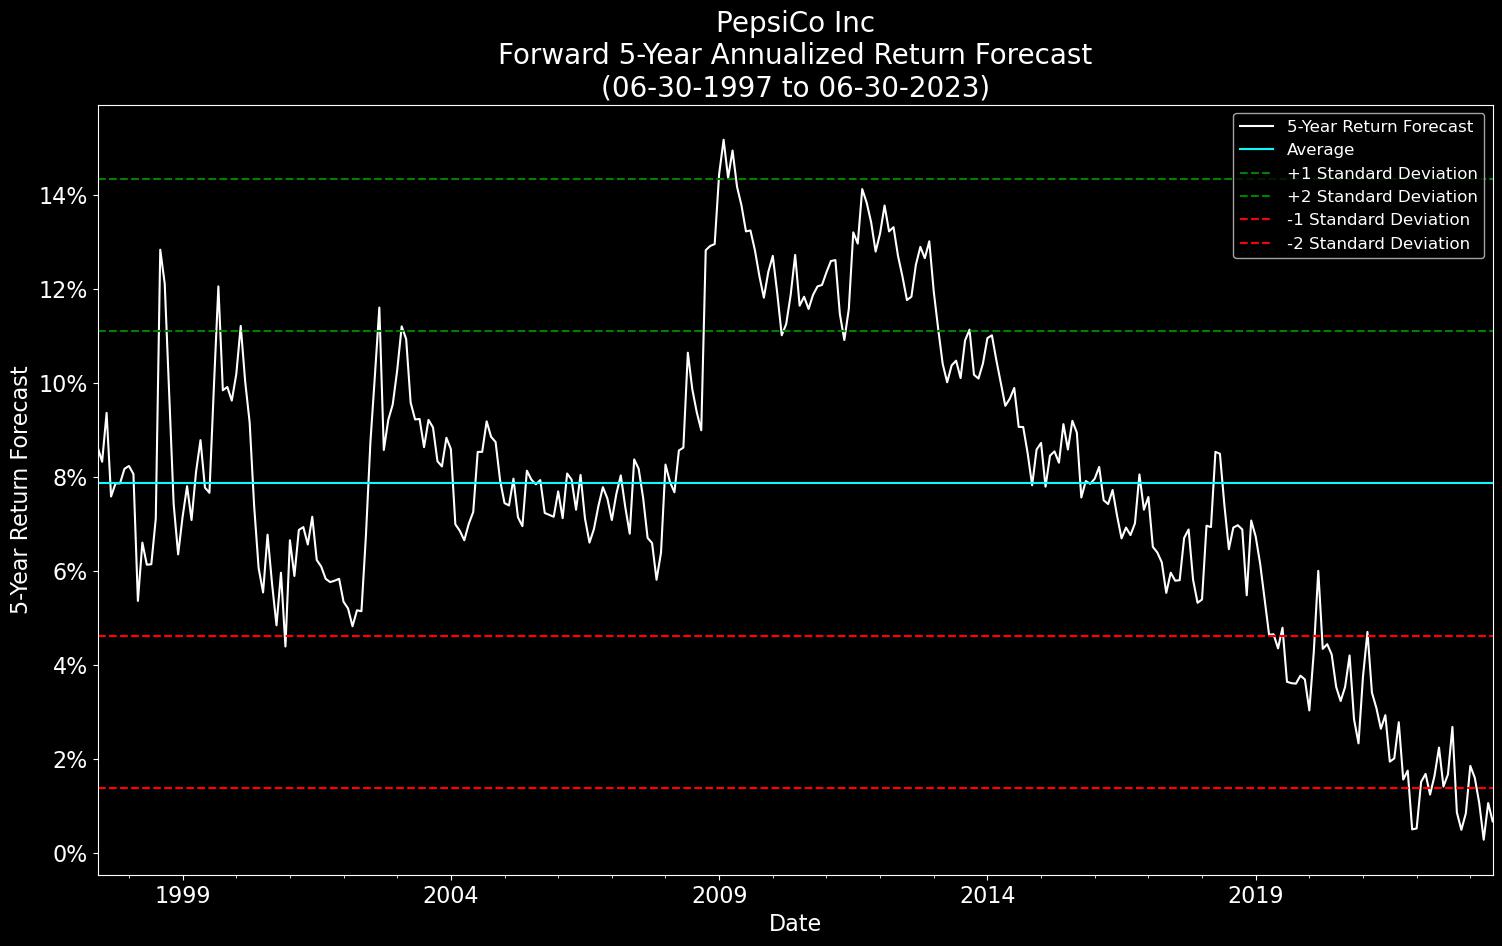 PepsiCo Inc
Forward 5-Year Annualized Return Forecast
(06-30-1997 to 06-30-2023)
5-Year Return Forecast
Average
+1 Standard Deviation
+2 Standard Deviation
-1 Standard Deviation
-2 Standard Deviation
14%
12%
10%
8%
6%
4%
2%
0%
5-Year Return Forecast
1999
2004
2009
2014
2019
Date